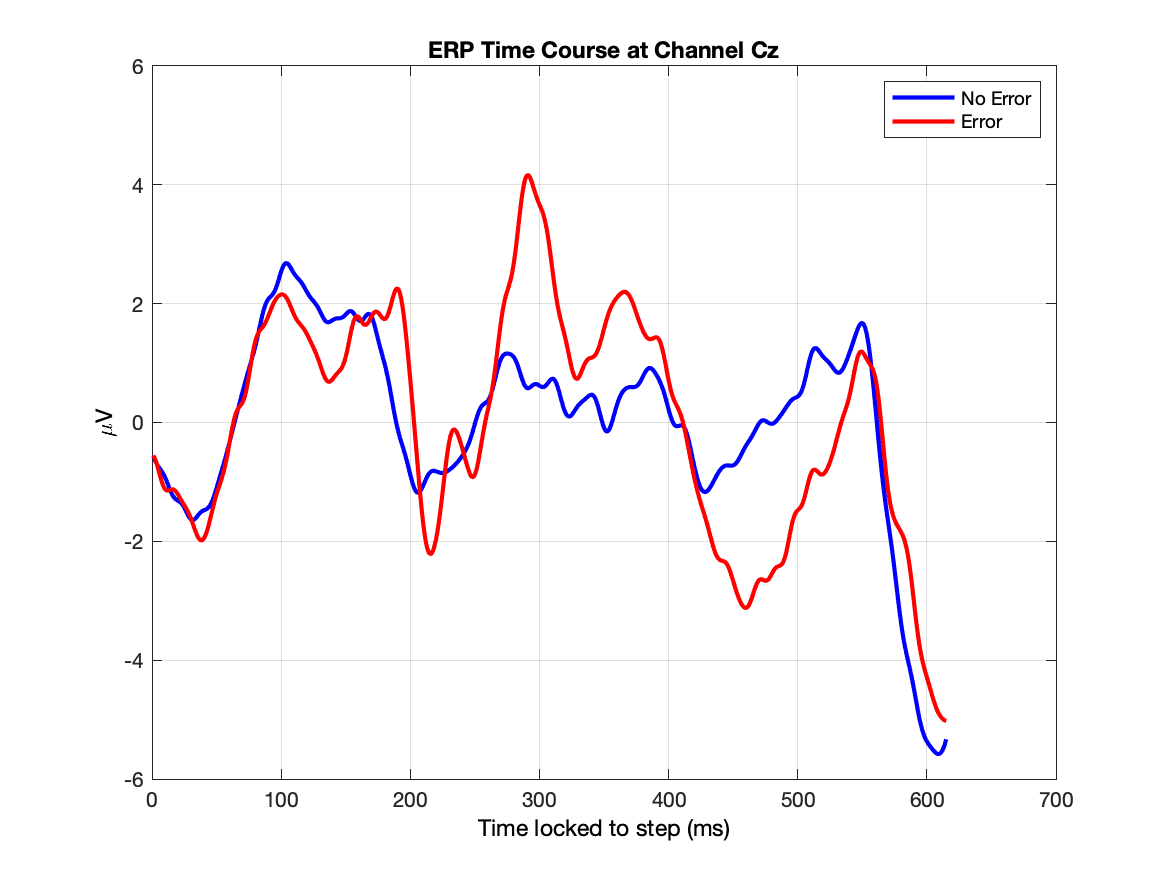 ERP Time Course at Channel Cz
6
4
2
0
-2
-4
-6
μV
No Error
Error
0 100 200 300 400 500 600 700
Time locked to step (ms)